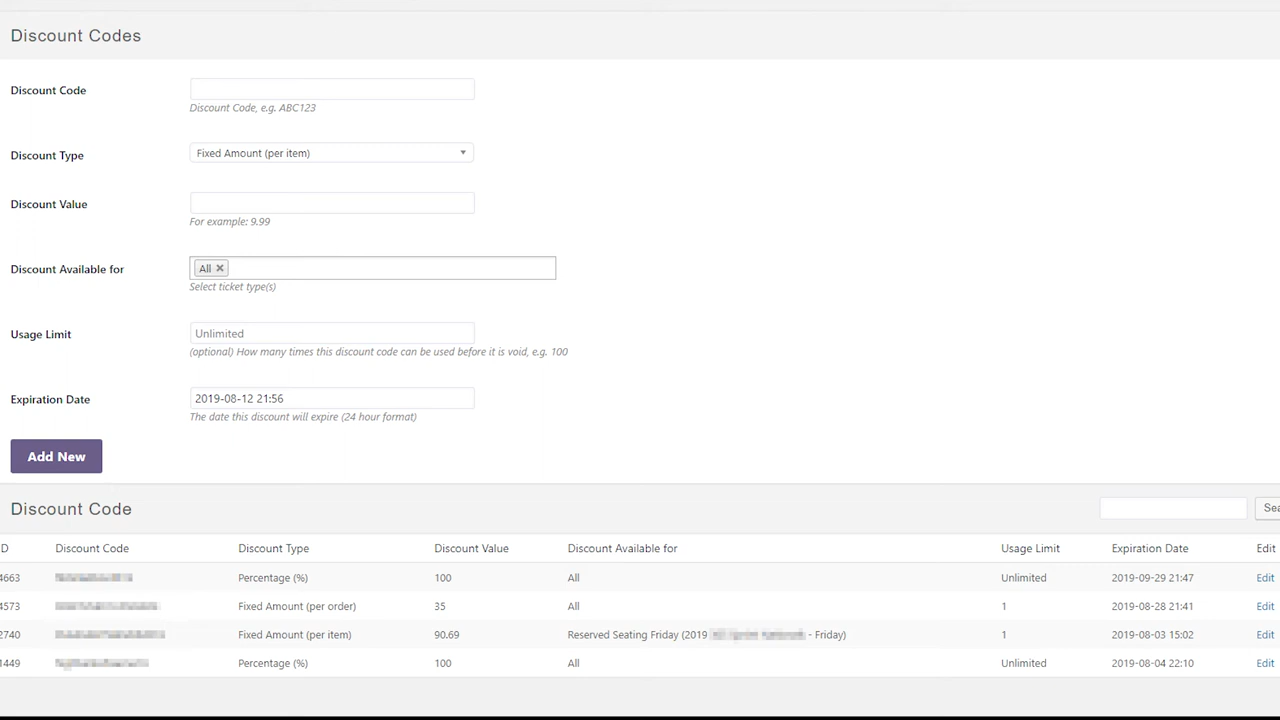 Discount Codes
Discount Code
Discount Code, e.g. ABC123
Discount Type
Fixed Amount (per item)
Discount Value
For example: 9.99
Discount Available for
All
Select ticket type(s)
Usage Limit
Unlimited
(optional) How many times this discount code can be used before it is void, e.g. 100
Expiration Date
2019-08-12 21:56
The date this discount will expire (24 hour format)
Add New
Discount Code
Sea
D Discount Code Discount Type Discount Value Discount Available for Usage Limit Expiration Date Edit
4663 Percentage (%) 100 All Unlimited 2019-09-29 21:47 Edit
4573 Fixed Amount (per order) 35 All 1 2019-08-28 21:41 Edit
2740 Fixed Amount (per item) 90.69 Reserved Seating Friday (2019 - Friday) 1 2019-08-03 15:02 Edit
1449 Percentage (%) 100 All Unlimited 2019-08-04 22:10 Edit